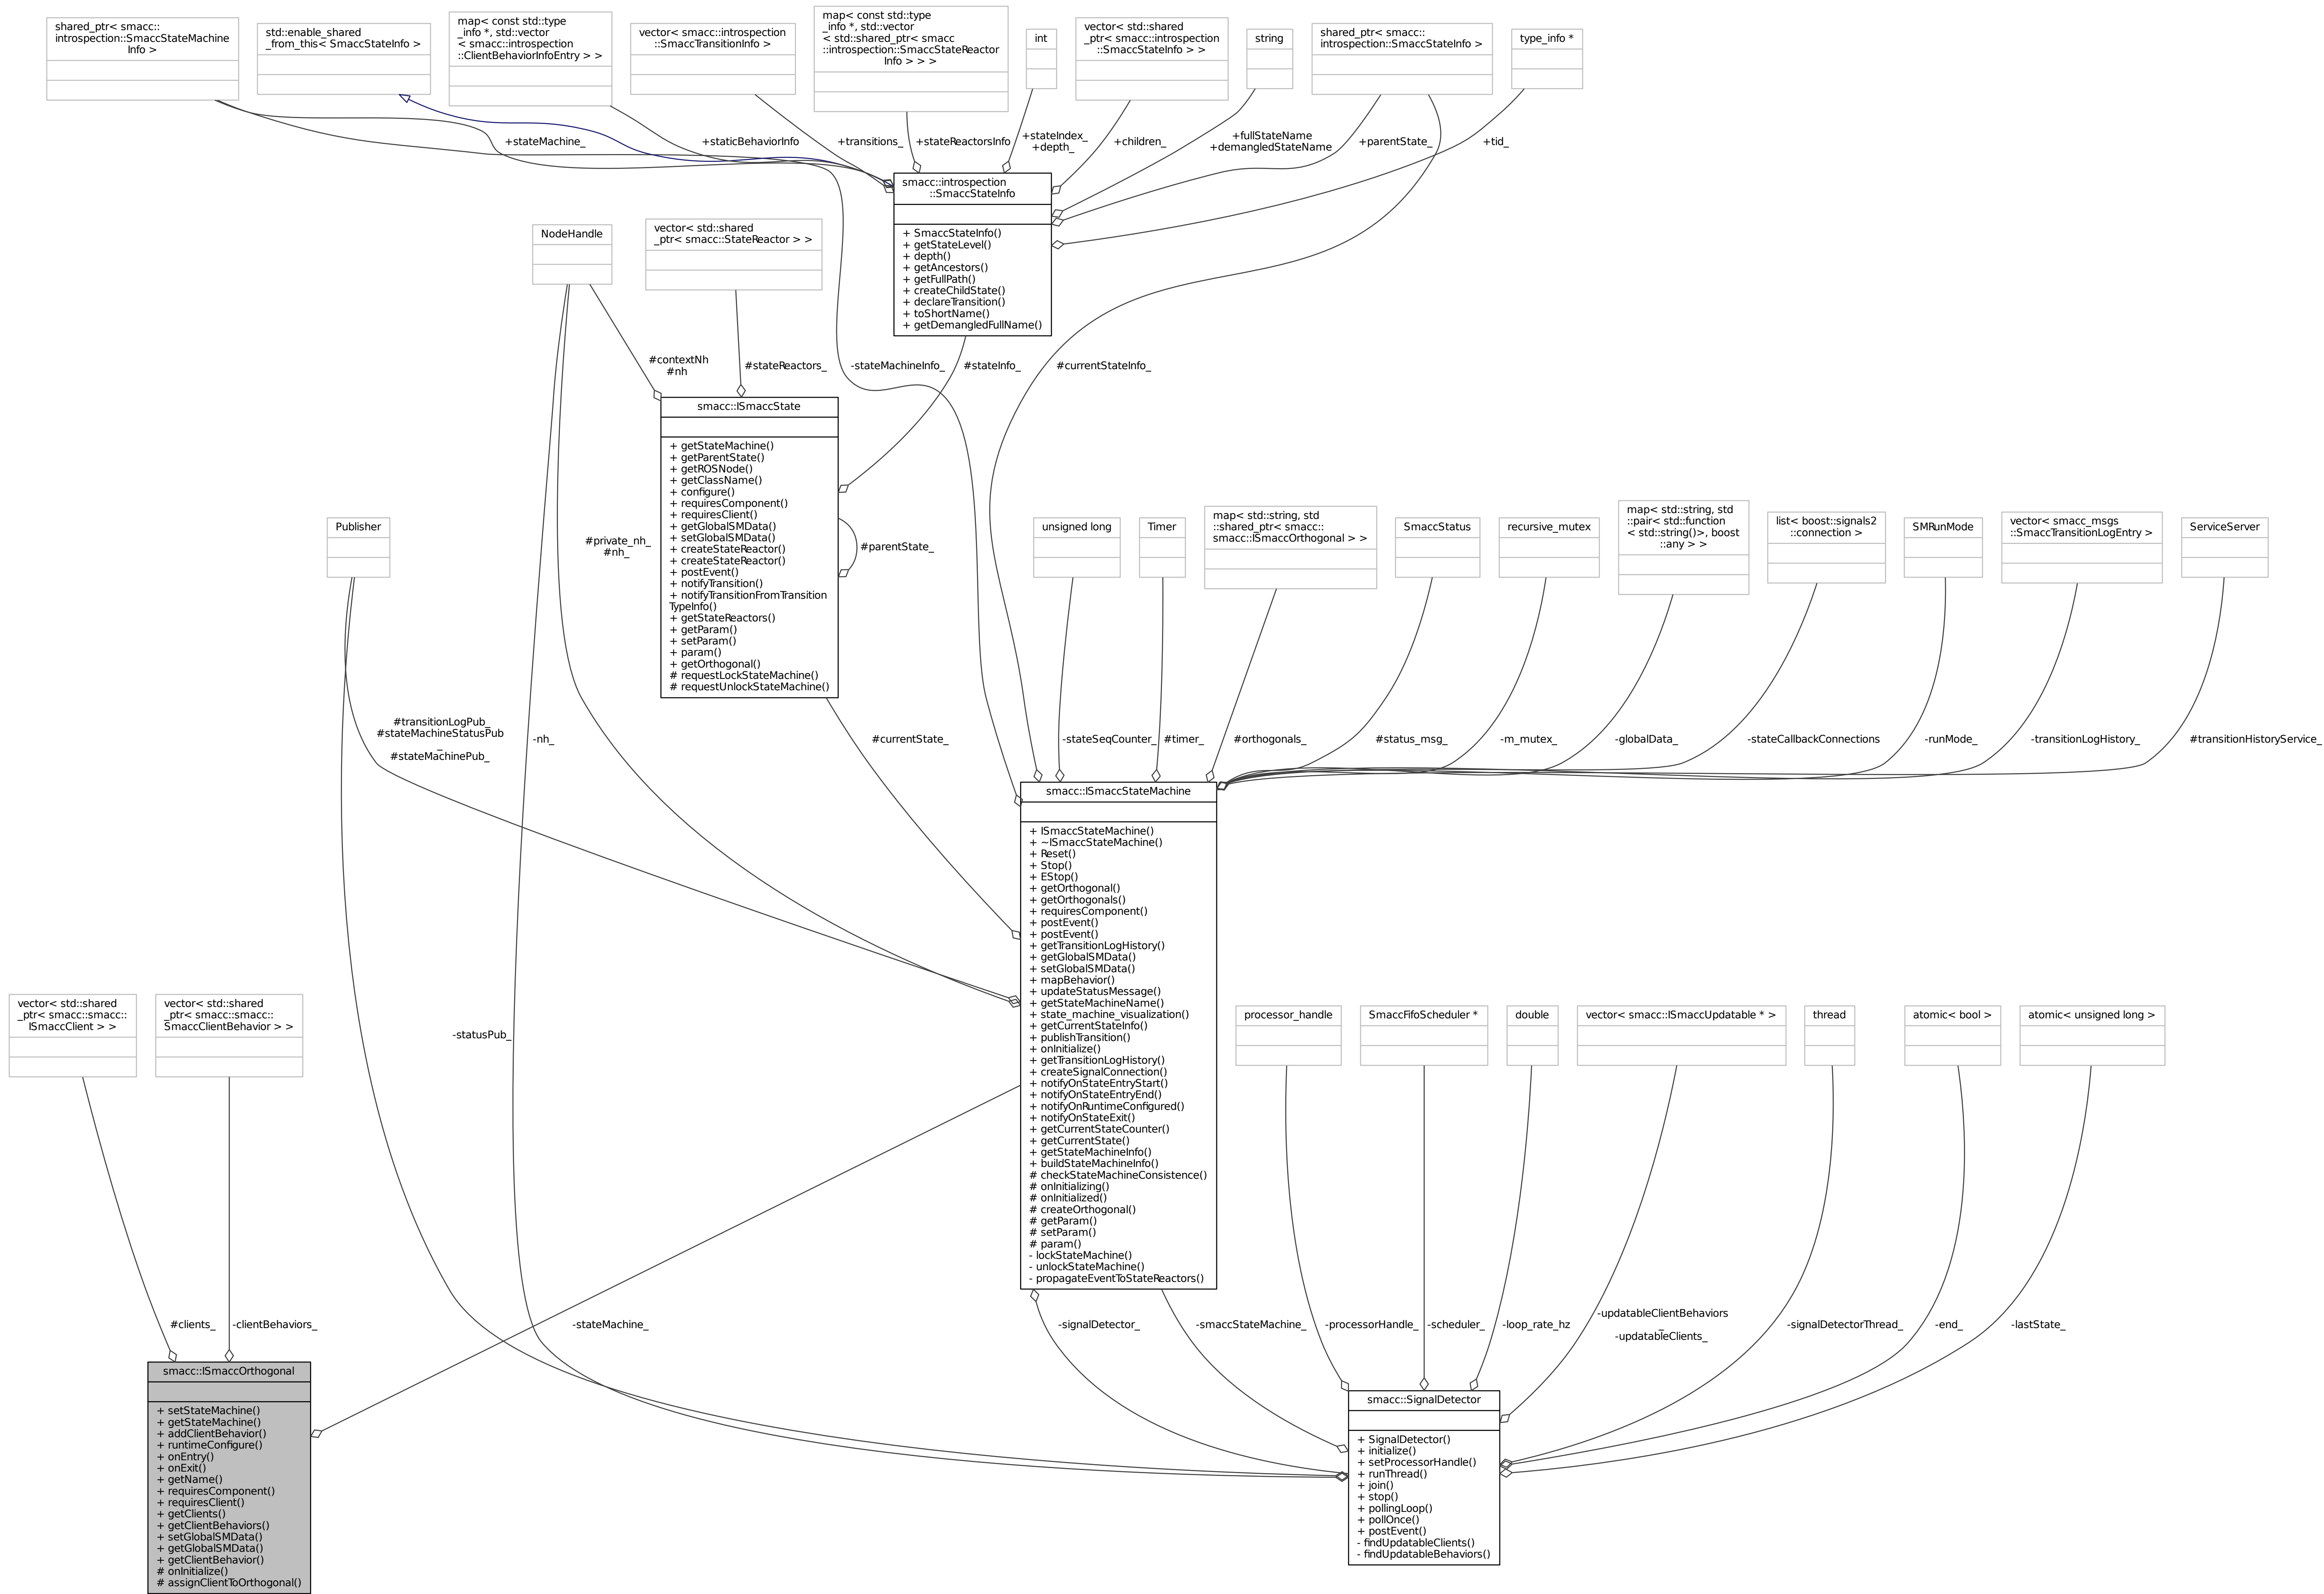 shared_ptr< smacc::
introspection::SmaccStateMachine
Info >
std::enable_shared
_from_this< SmaccStateInfo >
map< const std::type
_info *, std::vector
< smacc::introspection
::ClientBehaviorInfoEntry > >
vector< smacc::introspection
::SmaccTransitionInfo >
map< const std::type
_info *, std::vector
< std::shared_ptr< smacc
::introspection::SmaccStateReactor
Info > > >
int
vector< std::shared
_ptr< smacc::introspection
::SmaccStateInfo > >
string
shared_ptr< smacc::
introspection::SmaccStateInfo >
type_info *
+stateMachine_
+staticBehaviorInfo
+transitions_
+stateReactorsInfo
+stateIndex_
+depth_
+children_
+fullStateName
+demangledStateName
+parentState_
+tid_
smacc::introspection
::SmaccStateInfo
+ SmaccStateInfo()
+ getStateLevel()
+ depth()
+ getAncestors()
+ getFullPath()
+ createChildState()
+ declareTransition()
+ toShortName()
+ getDemangledFullName()
NodeHandle
vector< std::shared
_ptr< smacc::StateReactor > >
#contextNh
#nh
#stateReactors_
-stateMachineInfo_
#stateInfo_
#currentStateInfo_
smacc::ISmaccState
+ getStateMachine()
+ getParentState()
+ getROSNode()
+ getClassName()
+ configure()
+ requiresComponent()
+ requiresClient()
+ getGlobalSMData()
+ setGlobalSMData()
+ createStateReactor()
+ createStateReactor()
+ postEvent()
+ notifyTransition()
+ notifyTransitionFromTransition
TypeInfo()
+ getStateReactors()
+ getParam()
+ setParam()
+ param()
+ getOrthogonal()
# requestLockStateMachine()
# requestUnlockStateMachine()
#parentState_
Publisher
#private_nh_
#nh_
unsigned long
Timer
map< std::string, std
::shared_ptr< smacc::
smacc::ISmaccOrthogonal > >
SmaccStatus
recursive_mutex
map< std::string, std
::pair< std::function
< std::string()>, boost
::any > >
list< boost::signals2
::connection >
SMRunMode
vector< smacc_msgs
::SmaccTransitionLogEntry >
ServiceServer
#transitionLogPub_
#stateMachineStatusPub
_
#stateMachinePub_
-nh_
#currentState_
-stateSeqCounter_
#timer_
#orthogonals_
#status_msg_
-m_mutex_
-globalData_
-stateCallbackConnections
-runMode_
-transitionLogHistory_
#transitionHistoryService_
smacc::ISmaccStateMachine
+ ISmaccStateMachine()
+ ~ISmaccStateMachine()
+ Reset()
+ Stop()
+ EStop()
+ getOrthogonal()
+ getOrthogonals()
+ requiresComponent()
+ postEvent()
+ postEvent()
+ getTransitionLogHistory()
+ getGlobalSMData()
+ setGlobalSMData()
+ mapBehavior()
+ updateStatusMessage()
+ getStateMachineName()
+ state_machine_visualization()
+ getCurrentStateInfo()
+ publishTransition()
+ onInitialize()
+ getTransitionLogHistory()
+ createSignalConnection()
+ notifyOnStateEntryStart()
+ notifyOnStateEntryEnd()
+ notifyOnRuntimeConfigured()
+ notifyOnStateExit()
+ getCurrentStateCounter()
+ getCurrentState()
+ getStateMachineInfo()
+ buildStateMachineInfo()
# checkStateMachineConsistence()
# onInitializing()
# onInitialized()
# createOrthogonal()
# getParam()
# setParam()
# param()
- lockStateMachine()
- unlockStateMachine()
- propagateEventToStateReactors()
vector< std::shared
_ptr< smacc::smacc::
ISmaccClient > >
vector< std::shared
_ptr< smacc::smacc::
SmaccClientBehavior > >
-statusPub_
processor_handle
SmaccFifoScheduler *
double
vector< smacc::ISmaccUpdatable * >
thread
atomic< bool >
atomic< unsigned long >
#clients_
-clientBehaviors_
-stateMachine_
-signalDetector_
-smaccStateMachine_
-processorHandle_
-scheduler_
-loop_rate_hz
-updatableClientBehaviors
_
-updatableClients_
-signalDetectorThread_
-end_
-lastState_
smacc::ISmaccOrthogonal
+ setStateMachine()
+ getStateMachine()
+ addClientBehavior()
+ runtimeConfigure()
+ onEntry()
+ onExit()
+ getName()
+ requiresComponent()
+ requiresClient()
+ getClients()
+ getClientBehaviors()
+ setGlobalSMData()
+ getGlobalSMData()
+ getClientBehavior()
# onInitialize()
# assignClientToOrthogonal()
smacc::SignalDetector
+ SignalDetector()
+ initialize()
+ setProcessorHandle()
+ runThread()
+ join()
+ stop()
+ pollingLoop()
+ pollOnce()
+ postEvent()
- findUpdatableClients()
- findUpdatableBehaviors()